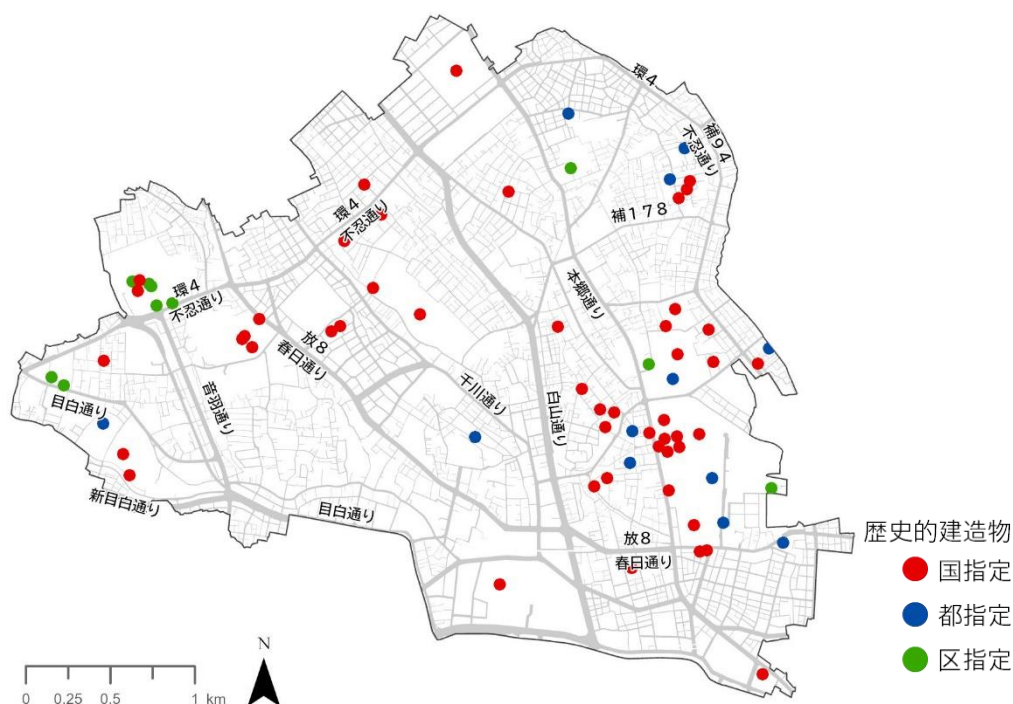 環4
補94
不忍通り
補178
環4
不忍通り
本郷通り
環4
不忍通り
放8
春日通り
千川通り
白山通り
音羽通り
目白通り
新目白通り
目白通り
放8
春日通り
歴史的建造物
国指定
都指定
区指定
N
0 0.25 0.5 1 km